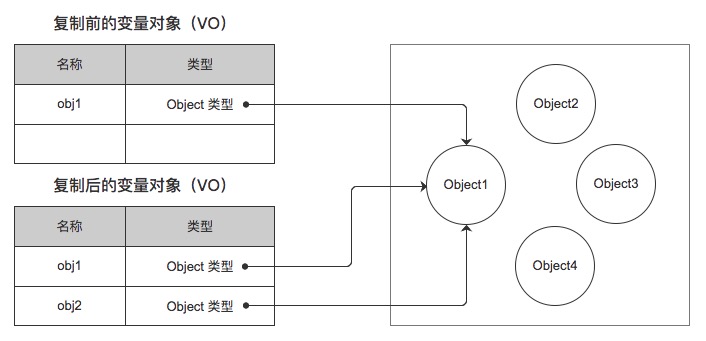 复制前的变量对象（VO）
名称 类型
obj1 Object 类型
复制后的变量对象（VO）
名称 类型
obj1 Object 类型
obj2 Object 类型
Object2
Object1
Object3
Object4